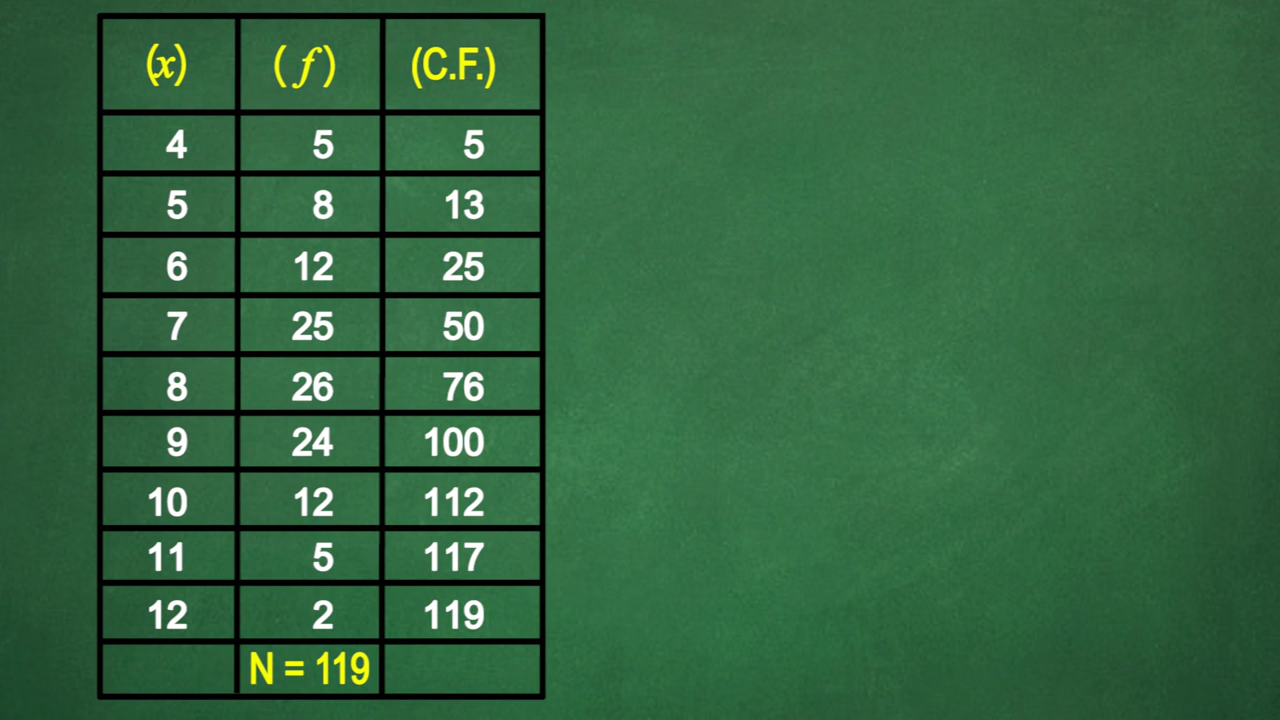 (x) (f) (C.F.)
4 5 5
5 8 13
6 12 25
7 25 50
8 26 76
9 24 100
10 12 112
11 5 117
12 2 119
N = 119